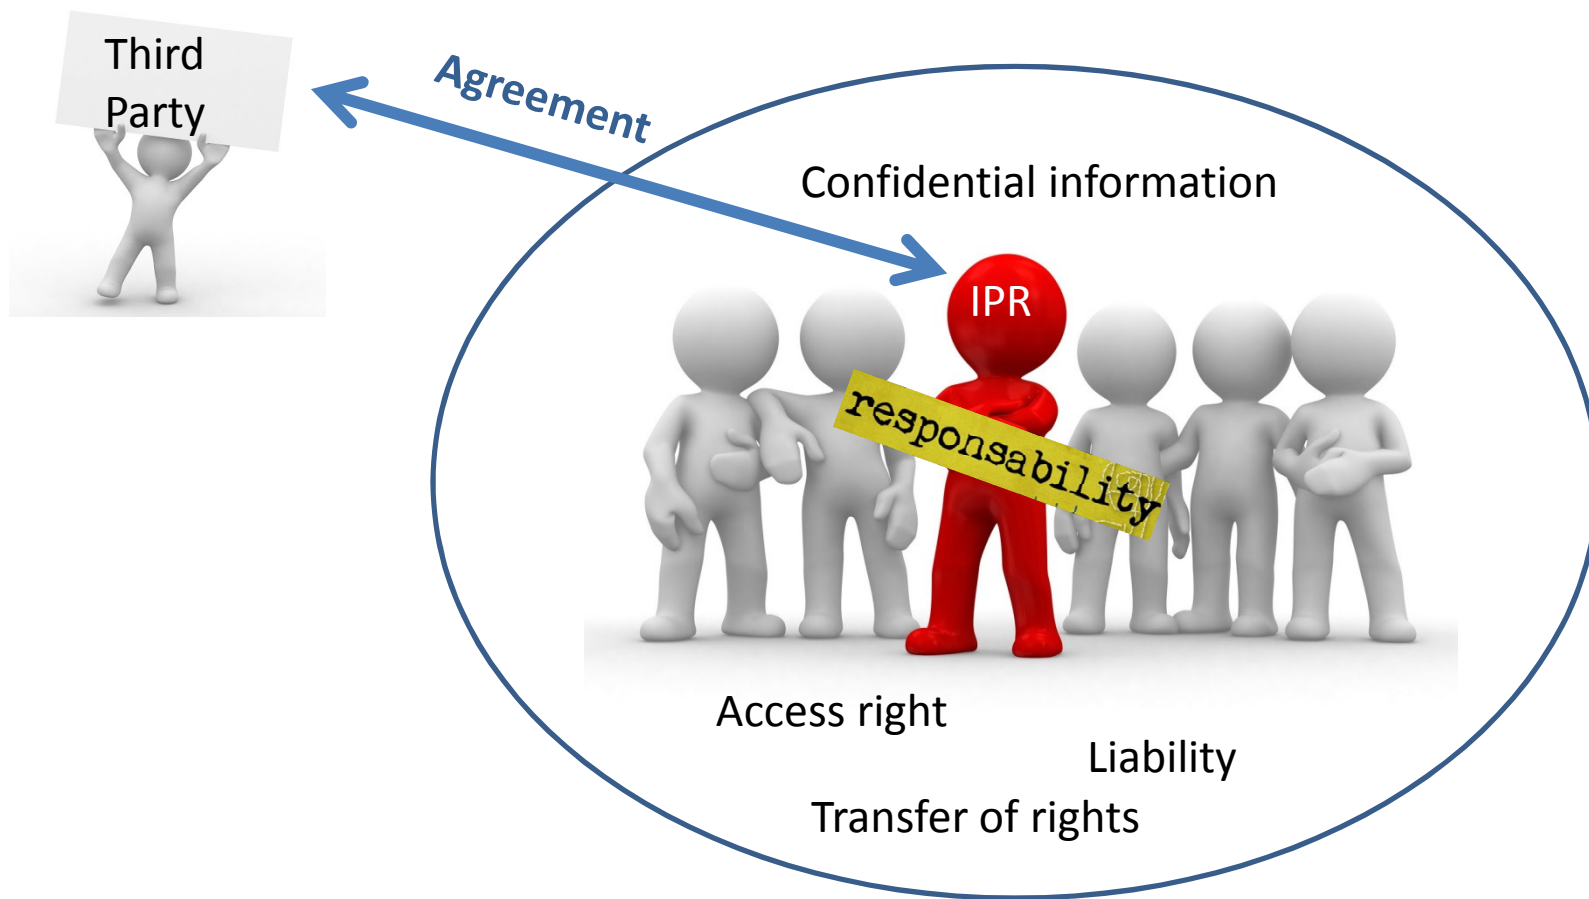 Third
Party
Agreement
Confidential information
IPR
responsability
Access right
Liability
Transfer of rights